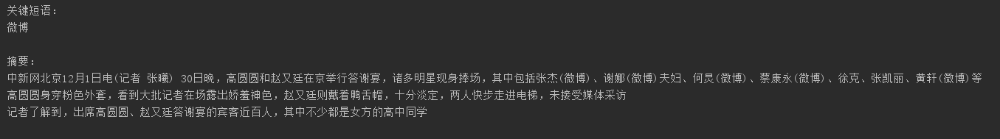 关键短语:
微博
摘要:
中新网北京12月1日电(记者 张曦) 30日晚，高圆圆和赵又廷在京举行答谢宴，诸多明星现身捧场，其中包括张杰(微博)、谢娜(微博)夫妇、何炅(微博)、蔡康永(微博)、徐克、张凯丽、黄轩(微博)等
高圆圆身穿粉色外套，看到大批记者在场露出娇羞神色，赵又廷则戴着鸭舌帽，十分淡定，两人快步走进电梯，未接受媒体采访
记者了解到，出席高圆圆、赵又廷答谢宴的宾客近百人，其中不少都是女方的高中同学